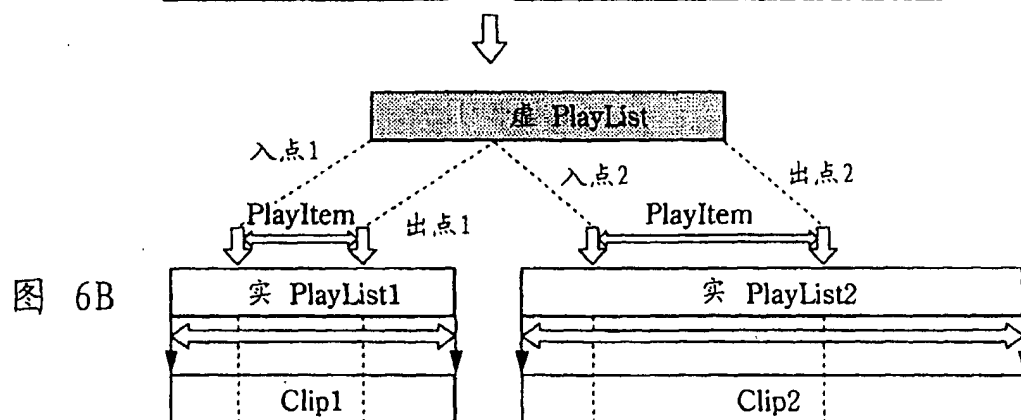 虚 PlayList
入点1
入点2
出点2
PlayItem
PlayItem
出点1
图 6B
实 PlayList1
实 PlayList2
Clip1
Clip2